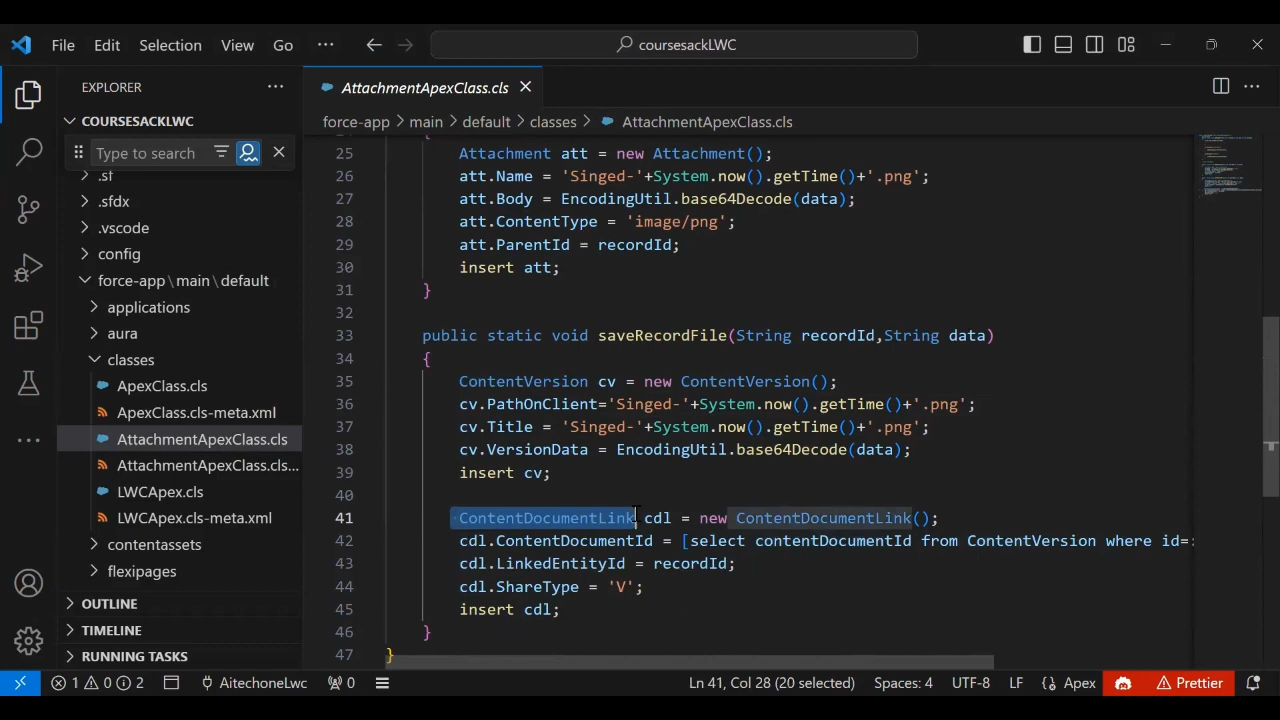 File Edit Selection View Go ··· coursesackLWC
EXPLORER ···
AttachmentApexClass.cls
force-app > main > default > classes > AttachmentApexClass.cls
COURSESACKLWC
Type to search
.sf
.sfdx
.vscode
config
force-app\main\default
applications
aura
classes
ApexClass.cls
ApexClass.cls-meta.xml
AttachmentApexClass.cls
AttachmentApexClass.cls...
LWCApex.cls
LWCApex.cls-meta.xml
contentassets
flexipages
OUTLINE
TIMELINE
RUNNING TASKS
25 Attachment att = new Attachment();
26 att.Name = 'Singed-'+System.now().getTime()+'.png';
27 att.Body = EncodingUtil.base64Decode(data);
28 att.ContentType = 'image/png';
29 att.ParentId = recordId;
30 insert att;
31 }
32
33 public static void saveRecordFile(String recordId,String data)
34 {
35 ContentVersion cv = new ContentVersion();
36 cv.PathOnClient='Singed-'+System.now().getTime()+'.png';
37 cv.Title = 'Singed-'+System.now().getTime()+'.png';
38 cv.VersionData = EncodingUtil.base64Decode(data);
39 insert cv;
40
41 ContentDocumentLink cdl = new ContentDocumentLink();
42 cdl.ContentDocumentId = [select contentDocumentId from ContentVersion where id=:
43 cdl.LinkedEntityId = recordId;
44 cdl.ShareType = 'V';
45 insert cdl;
46 }
47 }
1 0 2 AitechoneLwc 0 Ln 41, Col 28 (20 selected) Spaces: 4 UTF-8 LF {} Apex Prettier